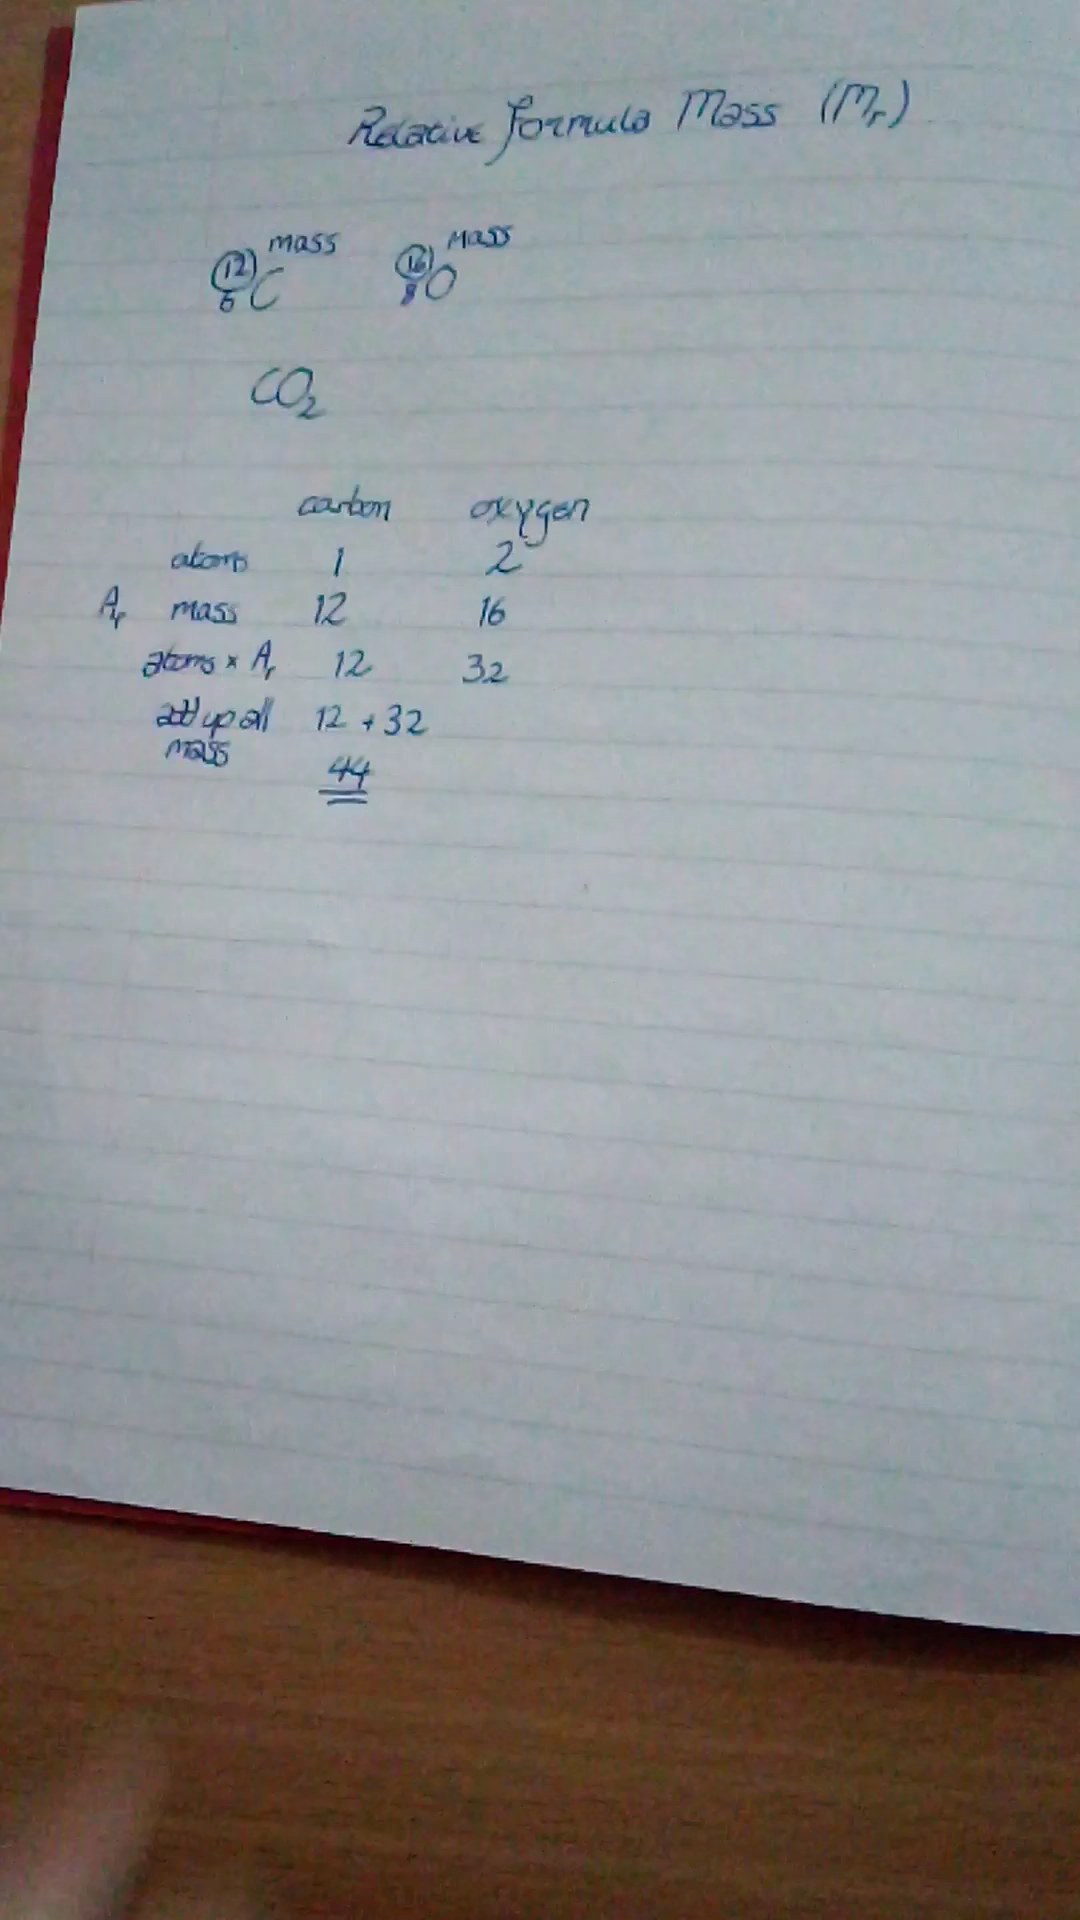 Relative Formula Mass (Mr)
mass mass
12 16
6 C 8 O
CO₂
carbon oxygen
atoms 1 2
Ar mass 12 16
atoms × Ar 12 32
add up all 12 + 32
mass
44